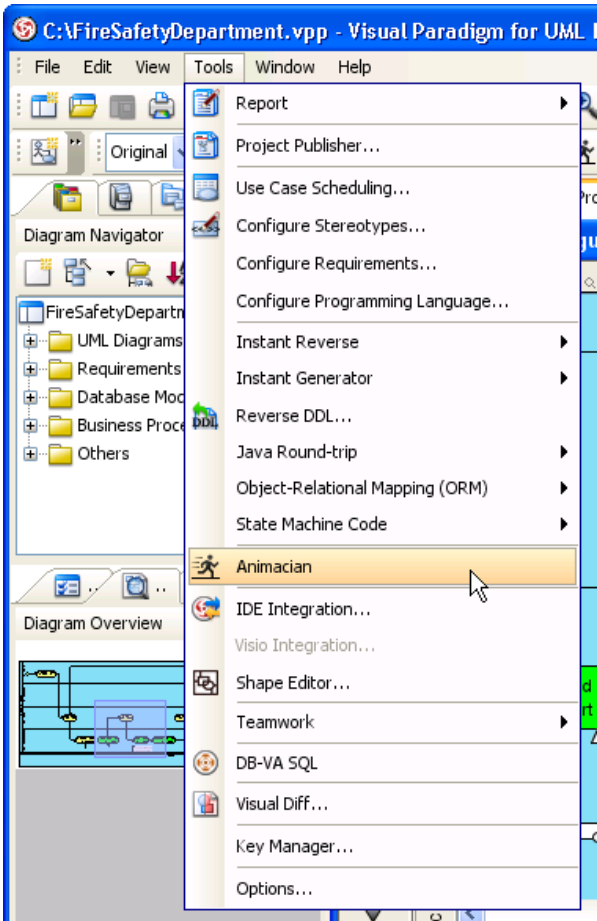 C:\FireSafetyDepartment.vpp - Visual Paradigm for UML
File Edit View Tools Window Help
Original
Diagram Navigator
FireSafetyDepartm
UML Diagrams
Requirements
Database Mod
Business Proce
Others
Diagram Overview
Report
Project Publisher...
Use Case Scheduling...
Configure Stereotypes...
Configure Requirements...
Configure Programming Language...
Instant Reverse
Instant Generator
DDL
Reverse DDL...
Java Round-trip
Object-Relational Mapping (ORM)
State Machine Code
Animacian
IDE Integration...
Visio Integration...
Shape Editor...
Teamwork
DB-VA SQL
Visual Diff...
Key Manager...
Options...